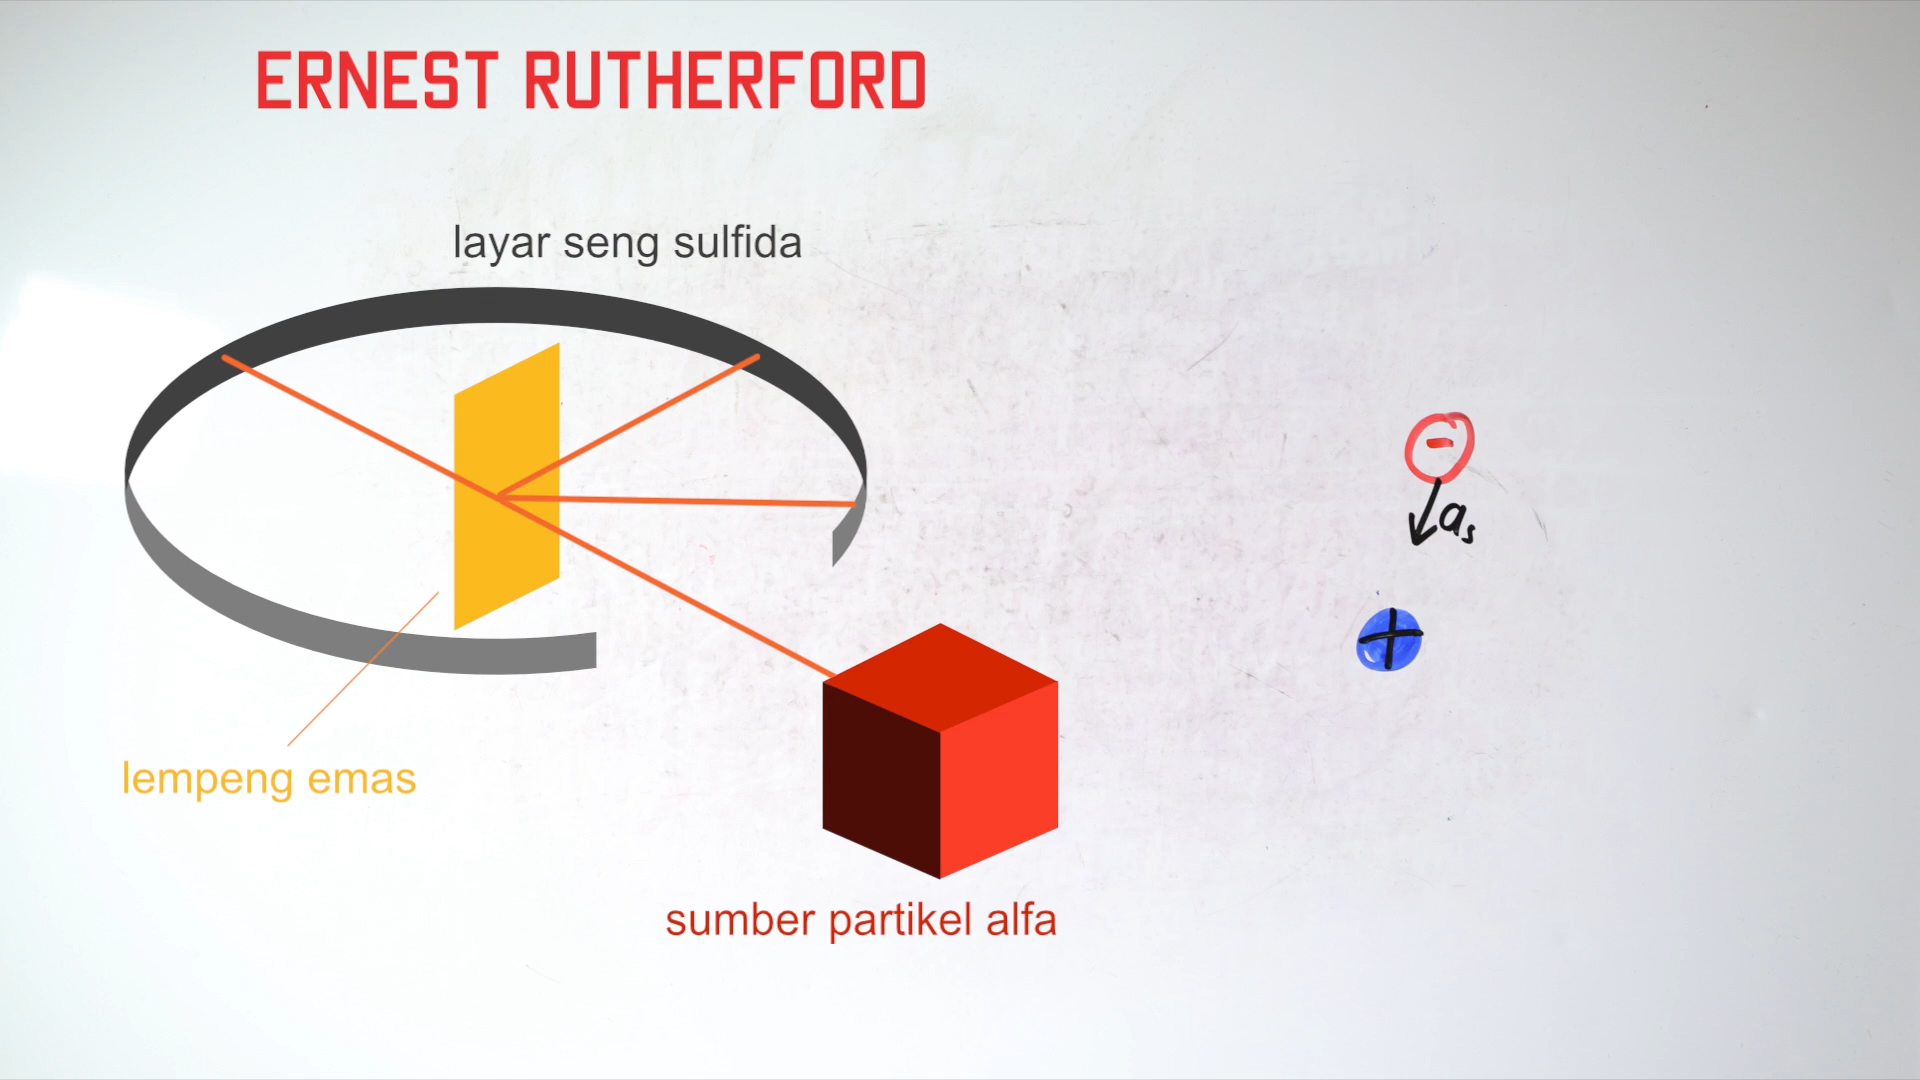 ERNEST RUTHERFORD
layar seng sulfida
-
as
+
lempeng emas
sumber partikel alfa